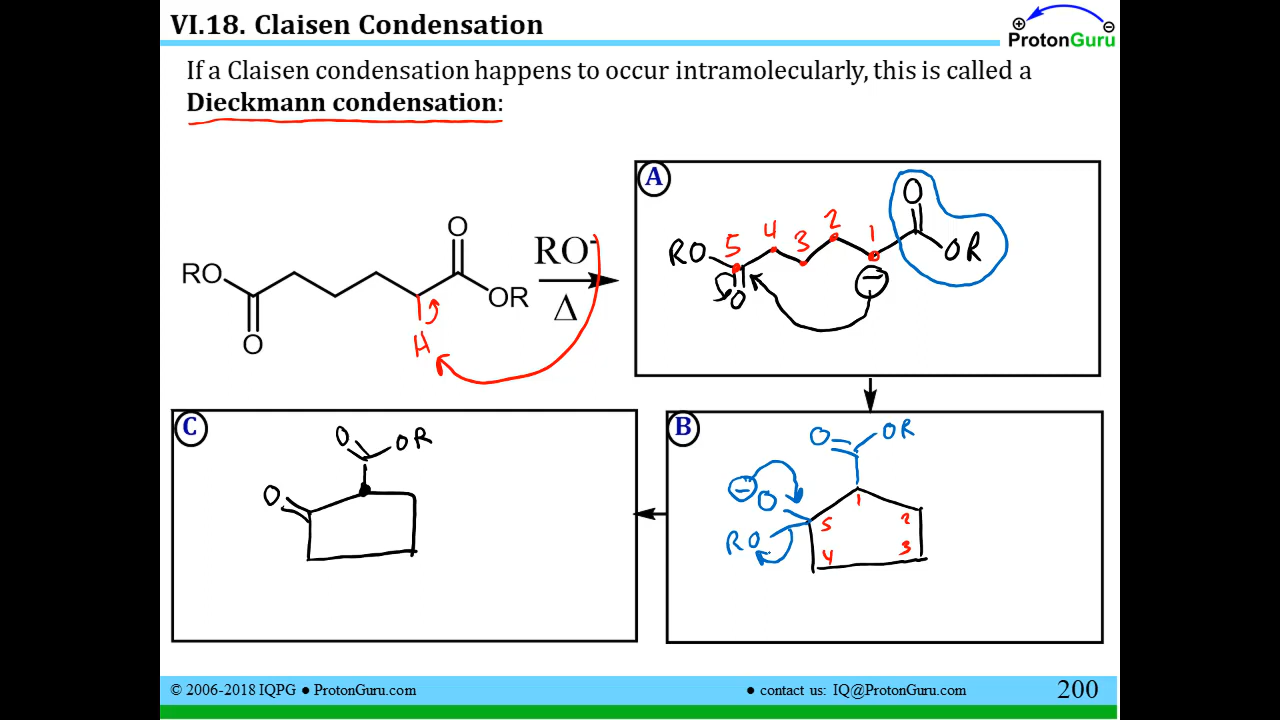 VI.18. Claisen Condensation
⊕ ⊖
ProtonGuru
If a Claisen condensation happens to occur intramolecularly, this is called a
Dieckmann condensation:
RO O O OR
H
RO⁻
Δ
A
RO 5 4 3 2 1 O OR
O ⊖
C
O OR
O
B
O OR
⊖ O
RO
1 2 3 4 5
© 2006-2018 IQPG ● ProtonGuru.com
● contact us: IQ@ProtonGuru.com
200